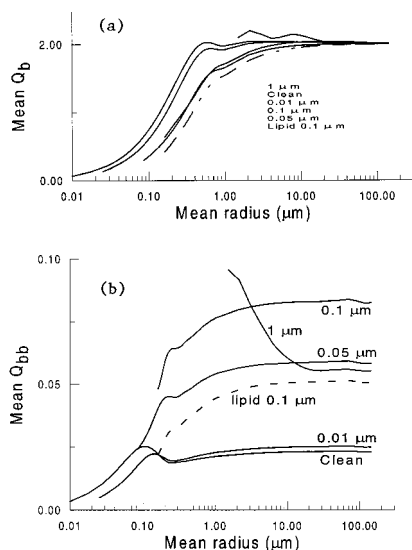 (a)
2.00
Mean Qb
0.00
1 μm
Clean
0.01 μm
0.1 μm
0.05 μm
Lipid 0.1 μm
0.01 0.10 1.00 10.00 100.00
Mean radius (μm)
0.10
(b)
0.1 μm
1 μm
Mean Qbb
0.05
0.05 μm
lipid 0.1 μm
0.01 μm
Clean
0.00
0.01 0.10 1.00 10.00 100.00
Mean radius (μm)